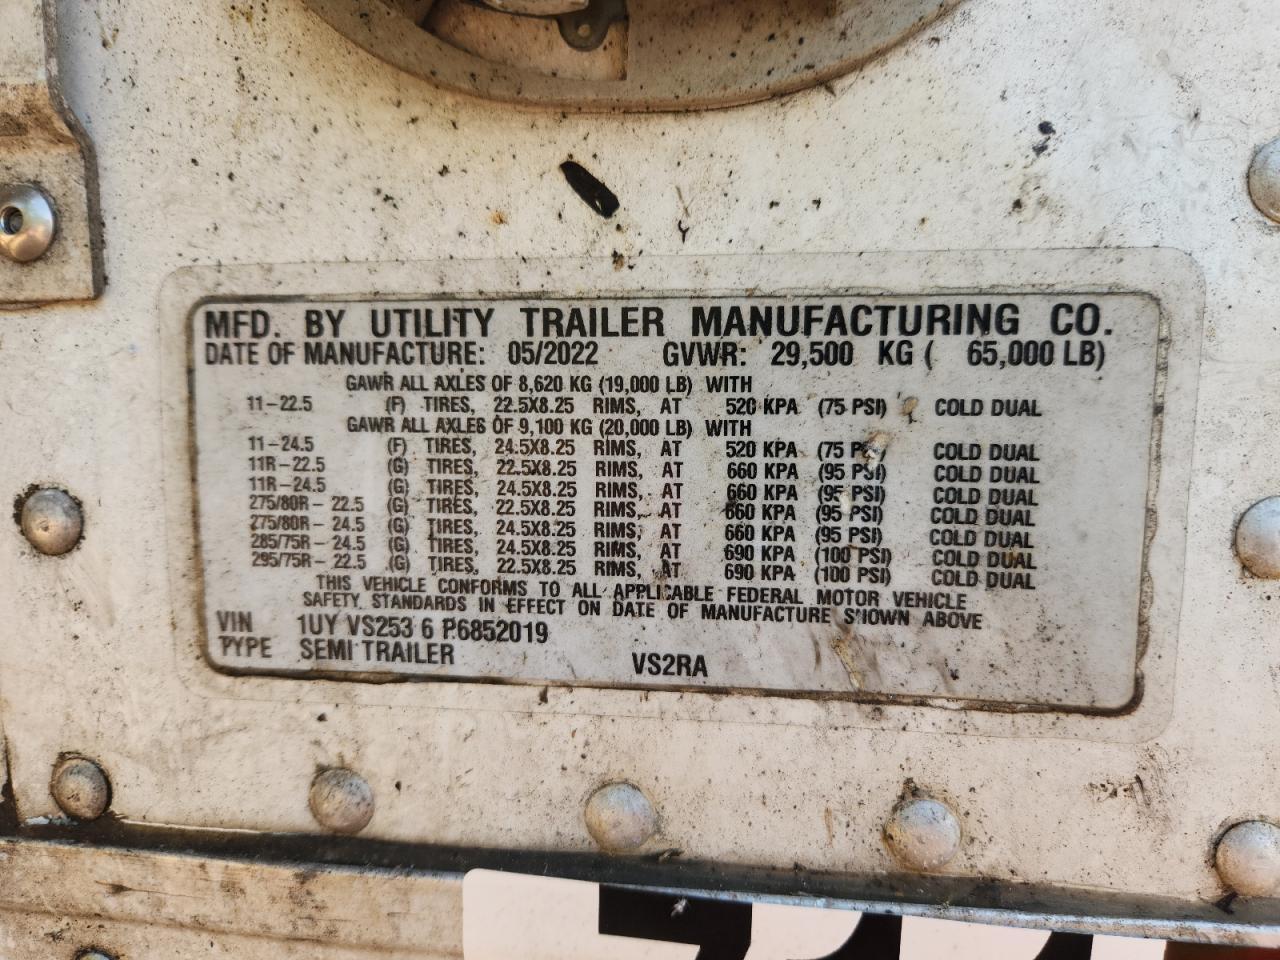 MFD. BY UTILITY TRAILER MANUFACTURING CO.
DATE OF MANUFACTURE: 05/2022 GVWR: 29,500 KG ( 65,000 LB)
GAWR ALL AXLES OF 8,620 KG (19,000 LB) WITH
11-22.5 (F) TIRES, 22.5X8.25 RIMS, AT 520 KPA (75 PSI) COLD DUAL
GAWR ALL AXLES OF 9,100 KG (20,000 LB) WITH
11-24.5 (F) TIRES, 24.5X8.25 RIMS, AT 520 KPA (75 PSI) COLD DUAL
11R-22.5 (G) TIRES, 22.5X8.25 RIMS, AT 660 KPA (95 PSI) COLD DUAL
11R-24.5 (G) TIRES, 24.5X8.25 RIMS, AT 660 KPA (95 PSI) COLD DUAL
275/80R-22.5 (G) TIRES, 22.5X8.25 RIMS, AT 660 KPA (95 PSI) COLD DUAL
275/80R-24.5 (G) TIRES, 24.5X8.25 RIMS, AT 660 KPA (95 PSI) COLD DUAL
285/75R-24.5 (G) TIRES, 24.5X8.25 RIMS, AT 690 KPA (100 PSI) COLD DUAL
295/75R-22.5 (G) TIRES, 22.5X8.25 RIMS, AT 690 KPA (100 PSI) COLD DUAL
THIS VEHICLE CONFORMS TO ALL APPLICABLE FEDERAL MOTOR VEHICLE
SAFETY STANDARDS IN EFFECT ON DATE OF MANUFACTURE SHOWN ABOVE
VIN 1UY VS253 6 P6852019
TYPE SEMI TRAILER VS2RA